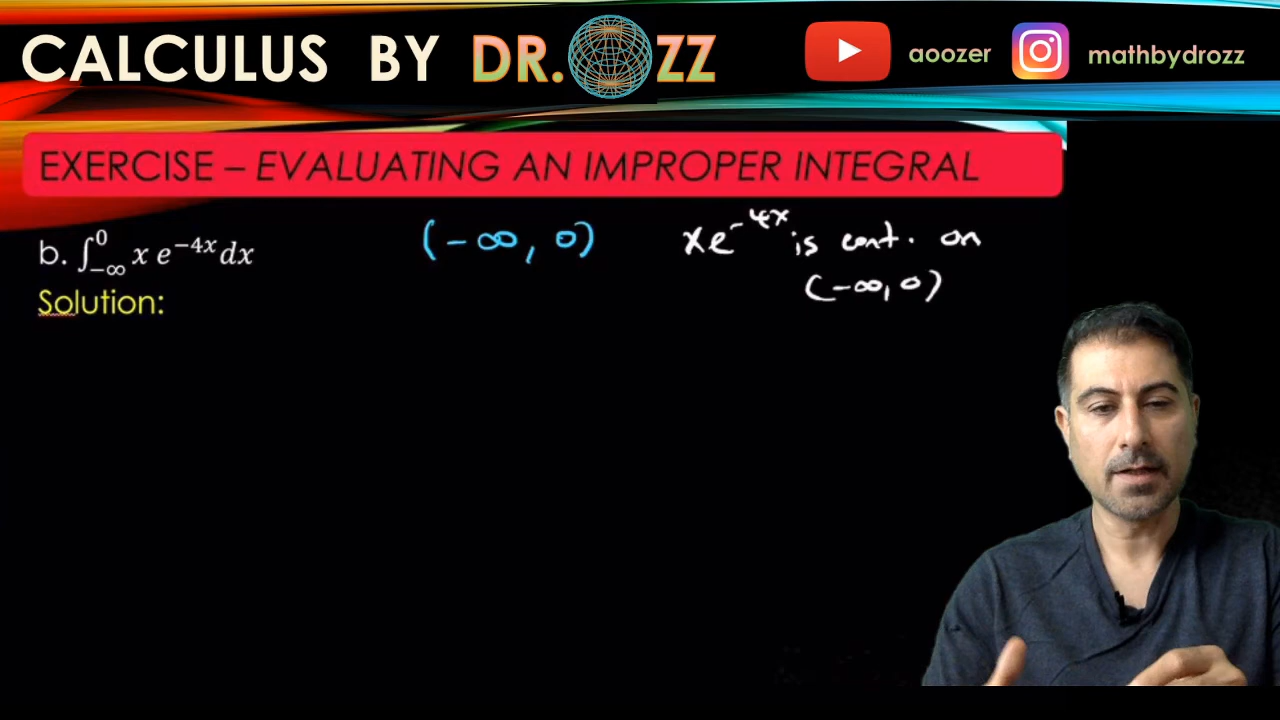 CALCULUS BY DR. OZZ
aoozer
mathbydrozz
EXERCISE – EVALUATING AN IMPROPER INTEGRAL
b. ∫₋∞⁰ x e⁻⁴ˣ dx
(-∞, 0)
xe⁻⁴ˣ is cont. on
(-∞, 0)
Solution: